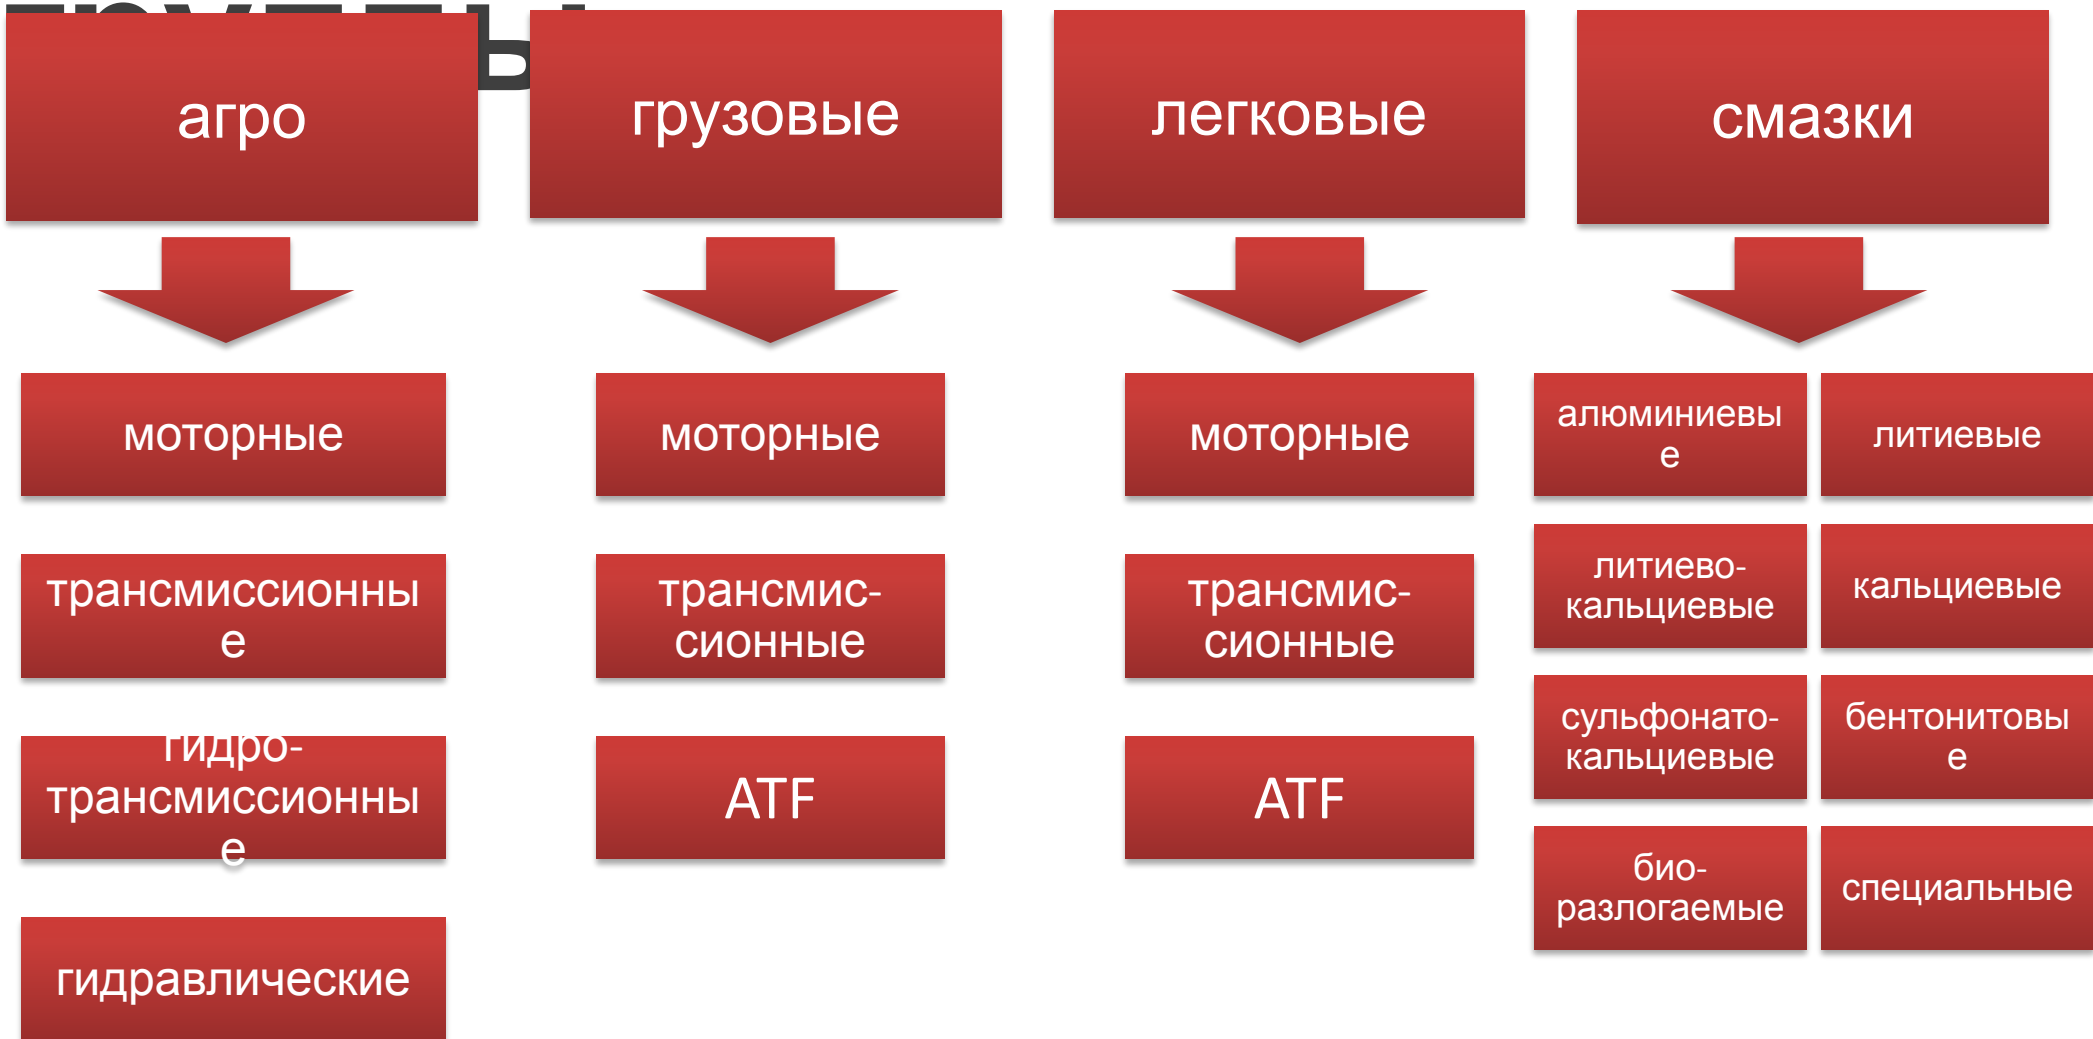 агро
грузовые
легковые
смазки
моторные
трансмиссионны
е
гидро-
трансмиссионны
е
гидравлические
моторные
трансмис-
сионные
ATF
моторные
трансмис-
сионные
ATF
алюминиевы
е
литиевые
литиево-
кальциевые
кальциевые
сульфонато-
кальциевые
бентонитовы
е
био-
разлогаемые
специальные